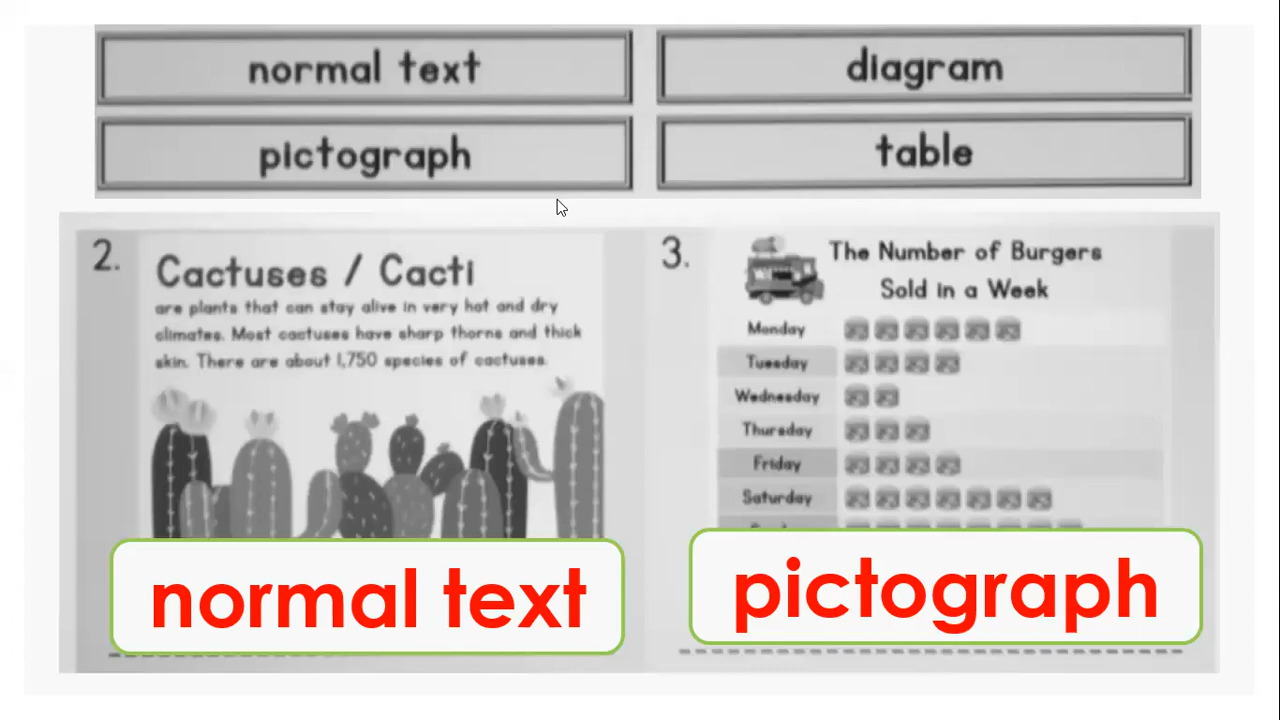 normal text
diagram
pictograph
table
2.
Cactuses / Cacti
are plants that can stay alive in very hot and dry
climates. Most cactuses have sharp thorns and thick
skin. There are about 1,750 species of cactuses.
normal text
3.
The Number of Burgers
Sold in a Week
Monday
Tuesday
Wednesday
Thursday
Friday
Saturday
pictograph